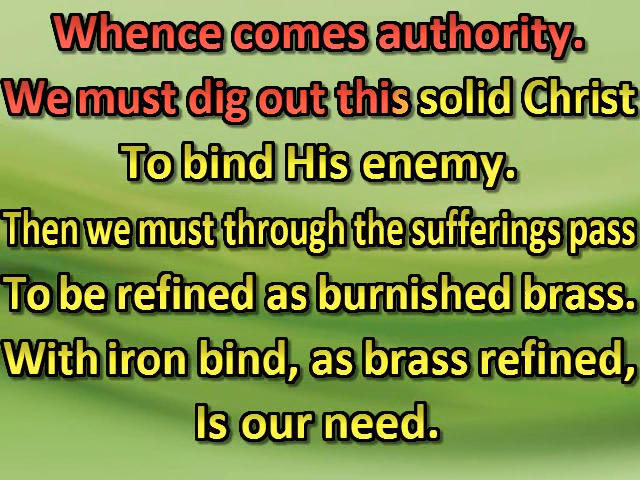 Whence comes authority.
We must dig out this solid Christ
To bind His enemy.
Then we must through the sufferings pass
To be refined as burnished brass.
With iron bind, as brass refined,
Is our need.